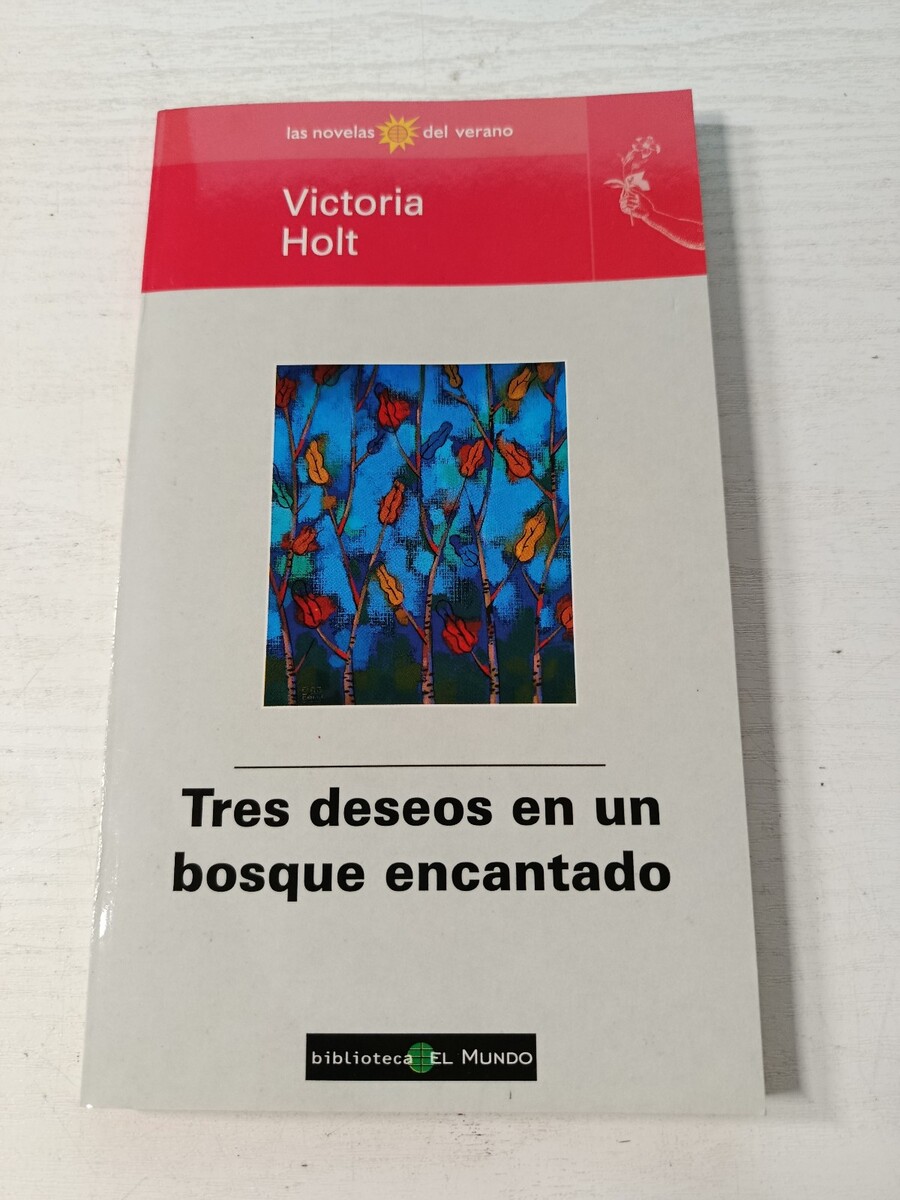 las novelas del verano
Victoria
Holt
Tres deseos en un
bosque encantado
biblioteca EL MUNDO